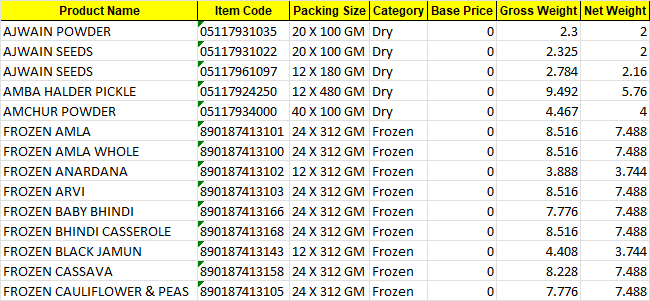 Product Name Item Code Packing Size Category Base Price Gross Weight Net Weight
AJWAIN POWDER 05117931035 20 X 100 GM Dry 0 2.3 2
AJWAIN SEEDS 05117931022 20 X 100 GM Dry 0 2.325 2
AJWAIN SEEDS 05117961097 12 X 180 GM Dry 0 2.784 2.16
AMBA HALDER PICKLE 05117924250 12 X 480 GM Dry 0 9.492 5.76
AMCHUR POWDER 05117934000 40 X 100 GM Dry 0 4.467 4
FROZEN AMLA 890187413101 24 X 312 GM Frozen 0 8.516 7.488
FROZEN AMLA WHOLE 890187413100 24 X 312 GM Frozen 0 8.516 7.488
FROZEN ANARDANA 890187413102 12 X 312 GM Frozen 0 3.888 3.744
FROZEN ARVI 890187413103 24 X 312 GM Frozen 0 8.516 7.488
FROZEN BABY BHINDI 890187413166 24 X 312 GM Frozen 0 7.776 7.488
FROZEN BHINDI CASSEROLE 890187413168 24 X 312 GM Frozen 0 8.516 7.488
FROZEN BLACK JAMUN 890187413143 12 X 312 GM Frozen 0 4.408 3.744
FROZEN CASSAVA 890187413158 24 X 312 GM Frozen 0 8.228 7.488
FROZEN CAULIFLOWER & PEAS 890187413105 24 X 312 GM Frozen 0 7.776 7.488